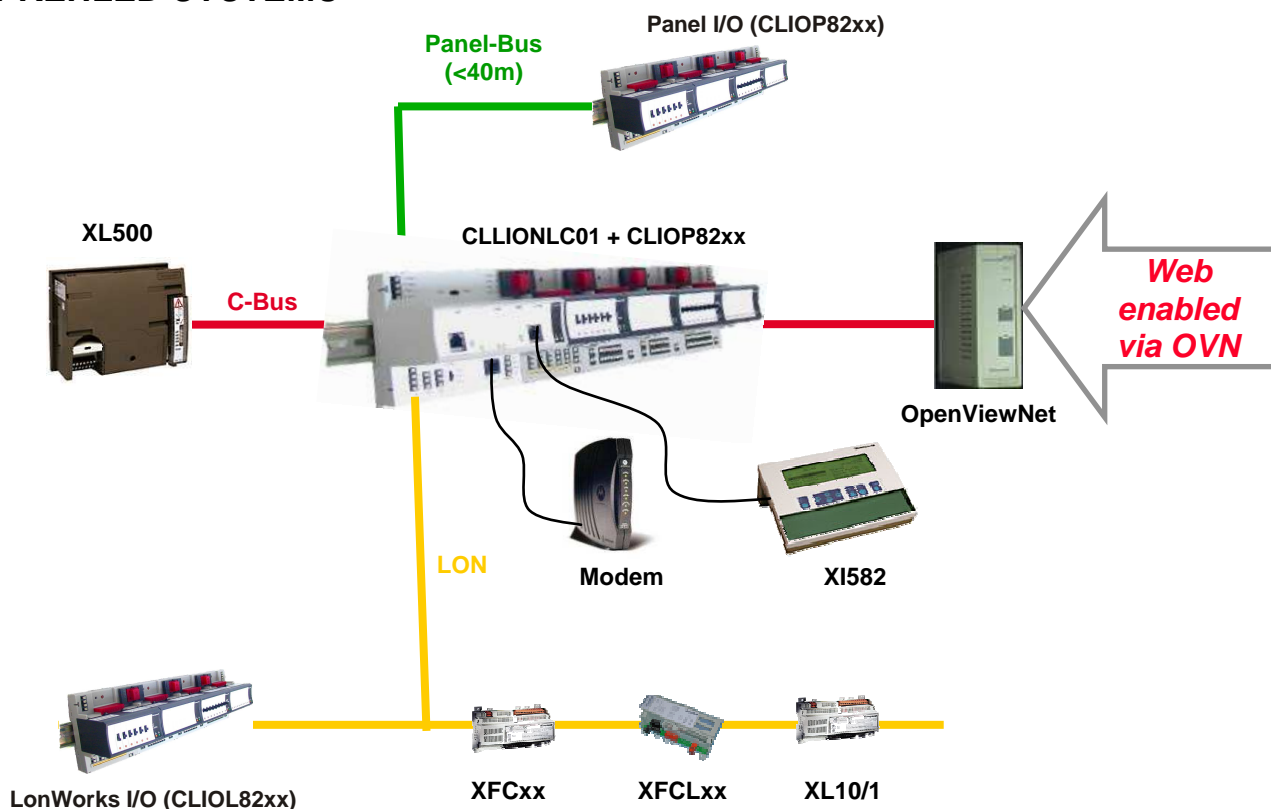 Panel I/O (CLIOP82xx)
Panel-Bus
(<40m)
XL500
CLLIONLC01 + CLIOP82xx
C-Bus
Web
enabled
via OVN
OpenViewNet
LON
Modem
XI582
XFCxx
XFCLxx
XL10/1
LonWorks I/O (CLIOL82xx)